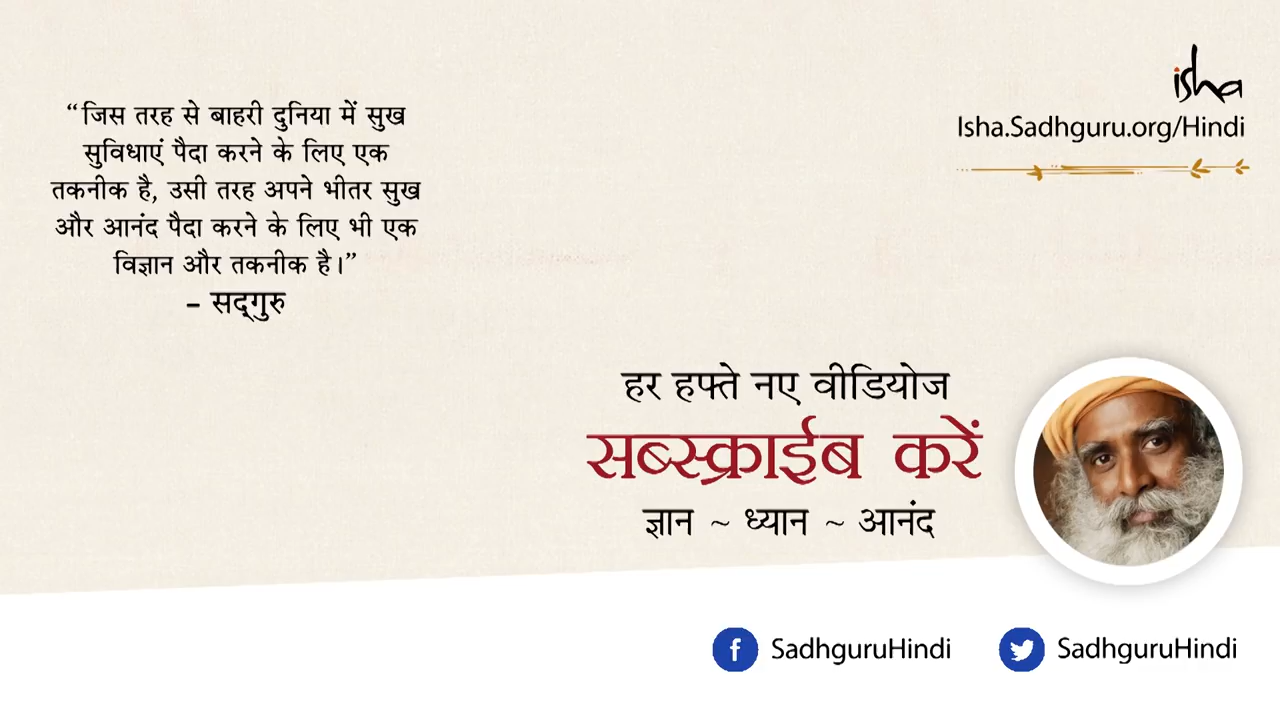 “जिस तरह से बाहरी दुनिया में सुख
सुविधाएं पैदा करने के लिए एक
तकनीक है, उसी तरह अपने भीतर सुख
और आनंद पैदा करने के लिए भी एक
विज्ञान और तकनीक है।”
– सद्गुरु
isha
Isha.Sadhguru.org/Hindi
हर हफ्ते नए वीडियोज
सब्स्क्राईब करें
ज्ञान ~ ध्यान ~ आनंद
SadhguruHindi
SadhguruHindi